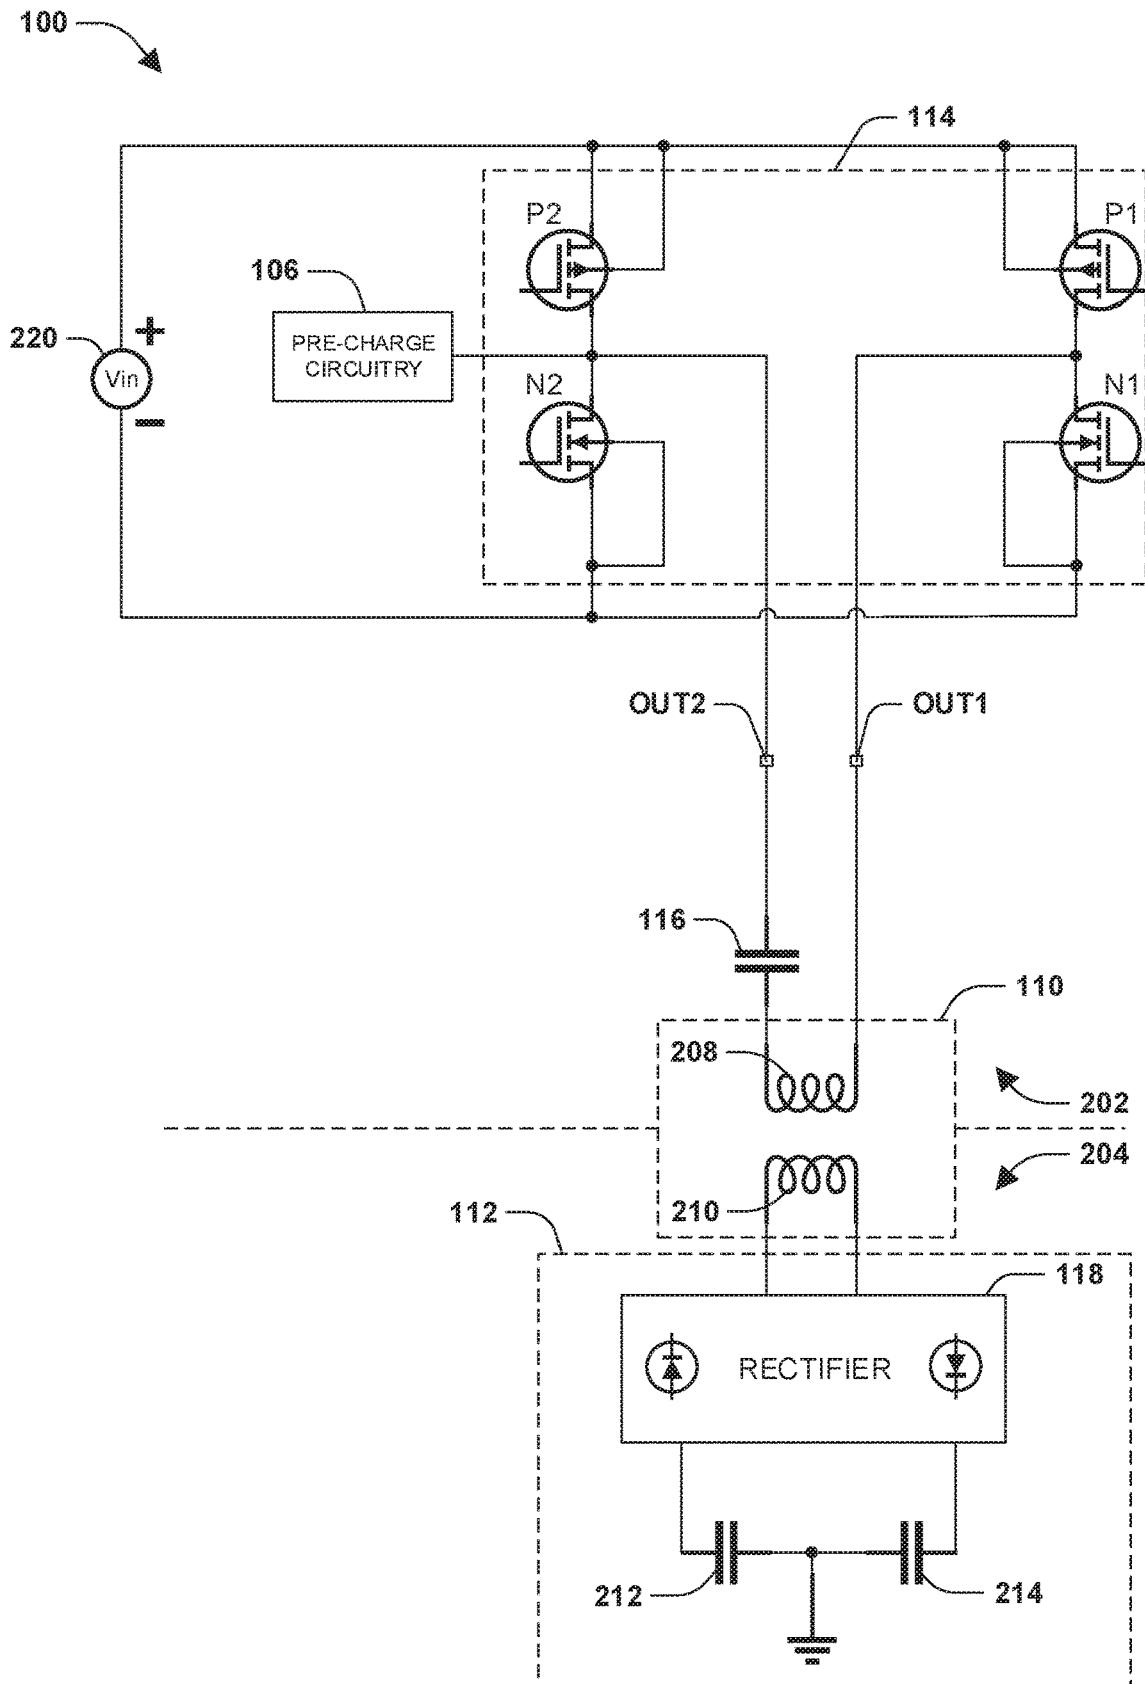 100
114
P2
P1
106
220
+
Vin
−
PRE-CHARGE
CIRCUITRY
N2
N1
OUT2
OUT1
116
110
208
202
204
210
112
118
RECTIFIER
212
214